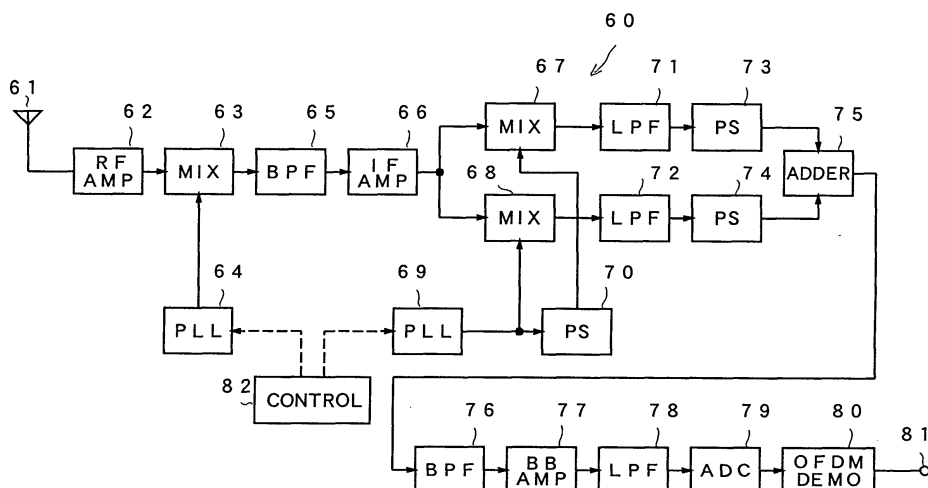 60
61
62
63
65
66
67
71
73
75
RF
AMP
MIX
BPF
IF
AMP
MIX
LPF
PS
ADDER
68
72
74
MIX
LPF
PS
64
69
70
PLL
PLL
PS
82
CONTROL
76
77
78
79
80
81
BPF
BB
AMP
LPF
ADC
OFDM
DEMO